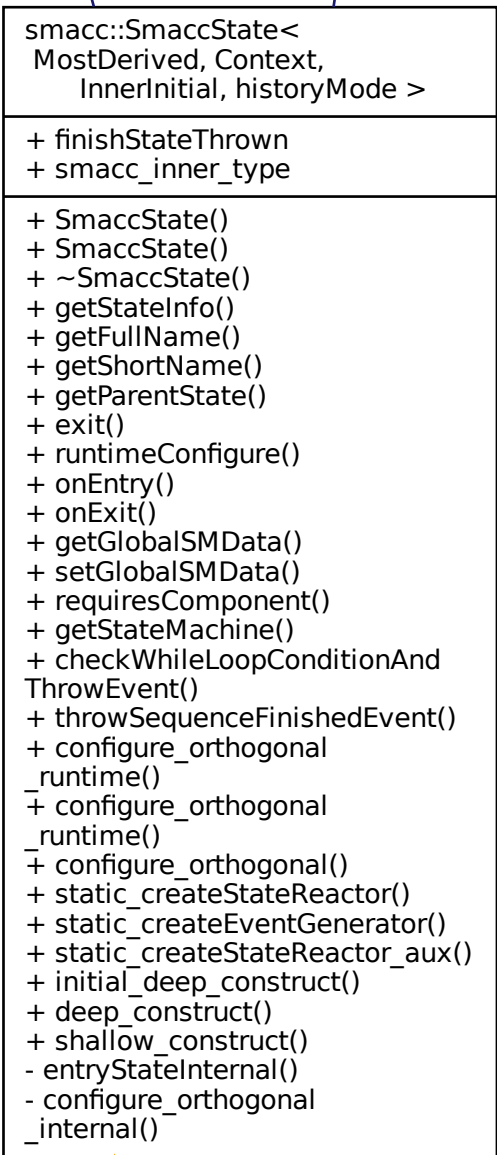 smacc::SmaccState<
MostDerived, Context,
InnerInitial, historyMode >
+ finishStateThrown
+ smacc_inner_type
+ SmaccState()
+ SmaccState()
+ ~SmaccState()
+ getStateInfo()
+ getFullName()
+ getShortName()
+ getParentState()
+ exit()
+ runtimeConfigure()
+ onEntry()
+ onExit()
+ getGlobalSMData()
+ setGlobalSMData()
+ requiresComponent()
+ getStateMachine()
+ checkWhileLoopConditionAnd
ThrowEvent()
+ throwSequenceFinishedEvent()
+ configure_orthogonal
_runtime()
+ configure_orthogonal
_runtime()
+ configure_orthogonal()
+ static_createStateReactor()
+ static_createEventGenerator()
+ static_createStateReactor_aux()
+ initial_deep_construct()
+ deep_construct()
+ shallow_construct()
- entryStateInternal()
- configure_orthogonal
_internal()